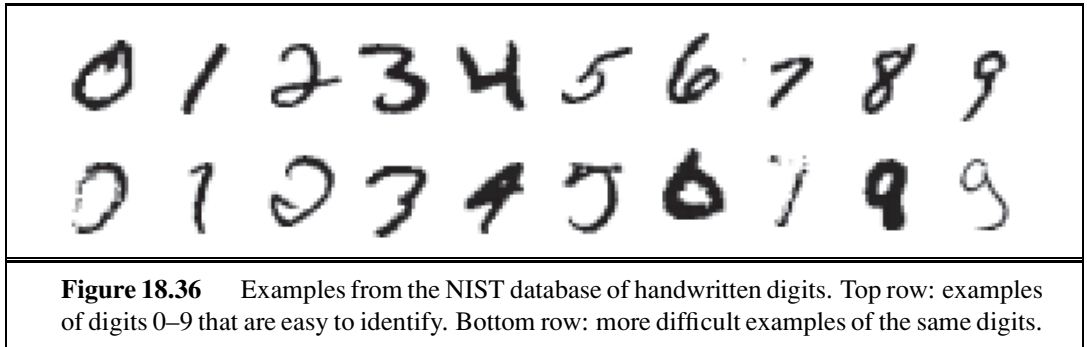 0 1 2 3 4 5 6 7 8 9
0 1 2 3 4 5 6 7 8 9
Figure 18.36 Examples from the NIST database of handwritten digits. Top row: examples
of digits 0–9 that are easy to identify. Bottom row: more difficult examples of the same digits.